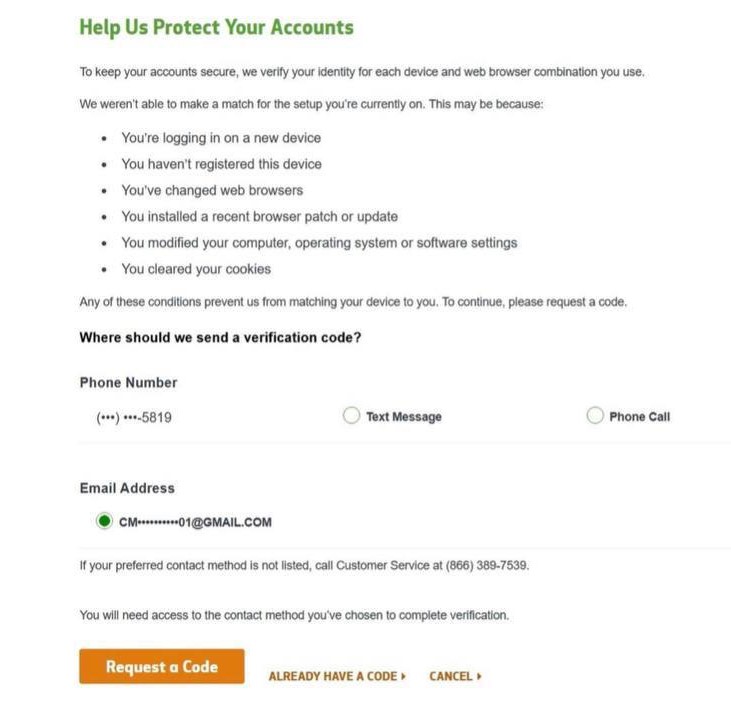 Help Us Protect Your Accounts
To keep your accounts secure, we verify your identity for each device and web browser combination you use.
We weren't able to make a match for the setup you're currently on. This may be because:
• You're logging in on a new device
• You haven't registered this device
• You've changed web browsers
• You installed a recent browser patch or update
• You modified your computer, operating system or software settings
• You cleared your cookies
Any of these conditions prevent us from matching your device to you. To continue, please request a code.
Where should we send a verification code?
Phone Number
(•••) •••-5819 Text Message Phone Call
Email Address
CM••••••••••01@GMAIL.COM
If your preferred contact method is not listed, call Customer Service at (866) 389-7539.
You will need access to the contact method you've chosen to complete verification.
Request a Code ALREADY HAVE A CODE CANCEL